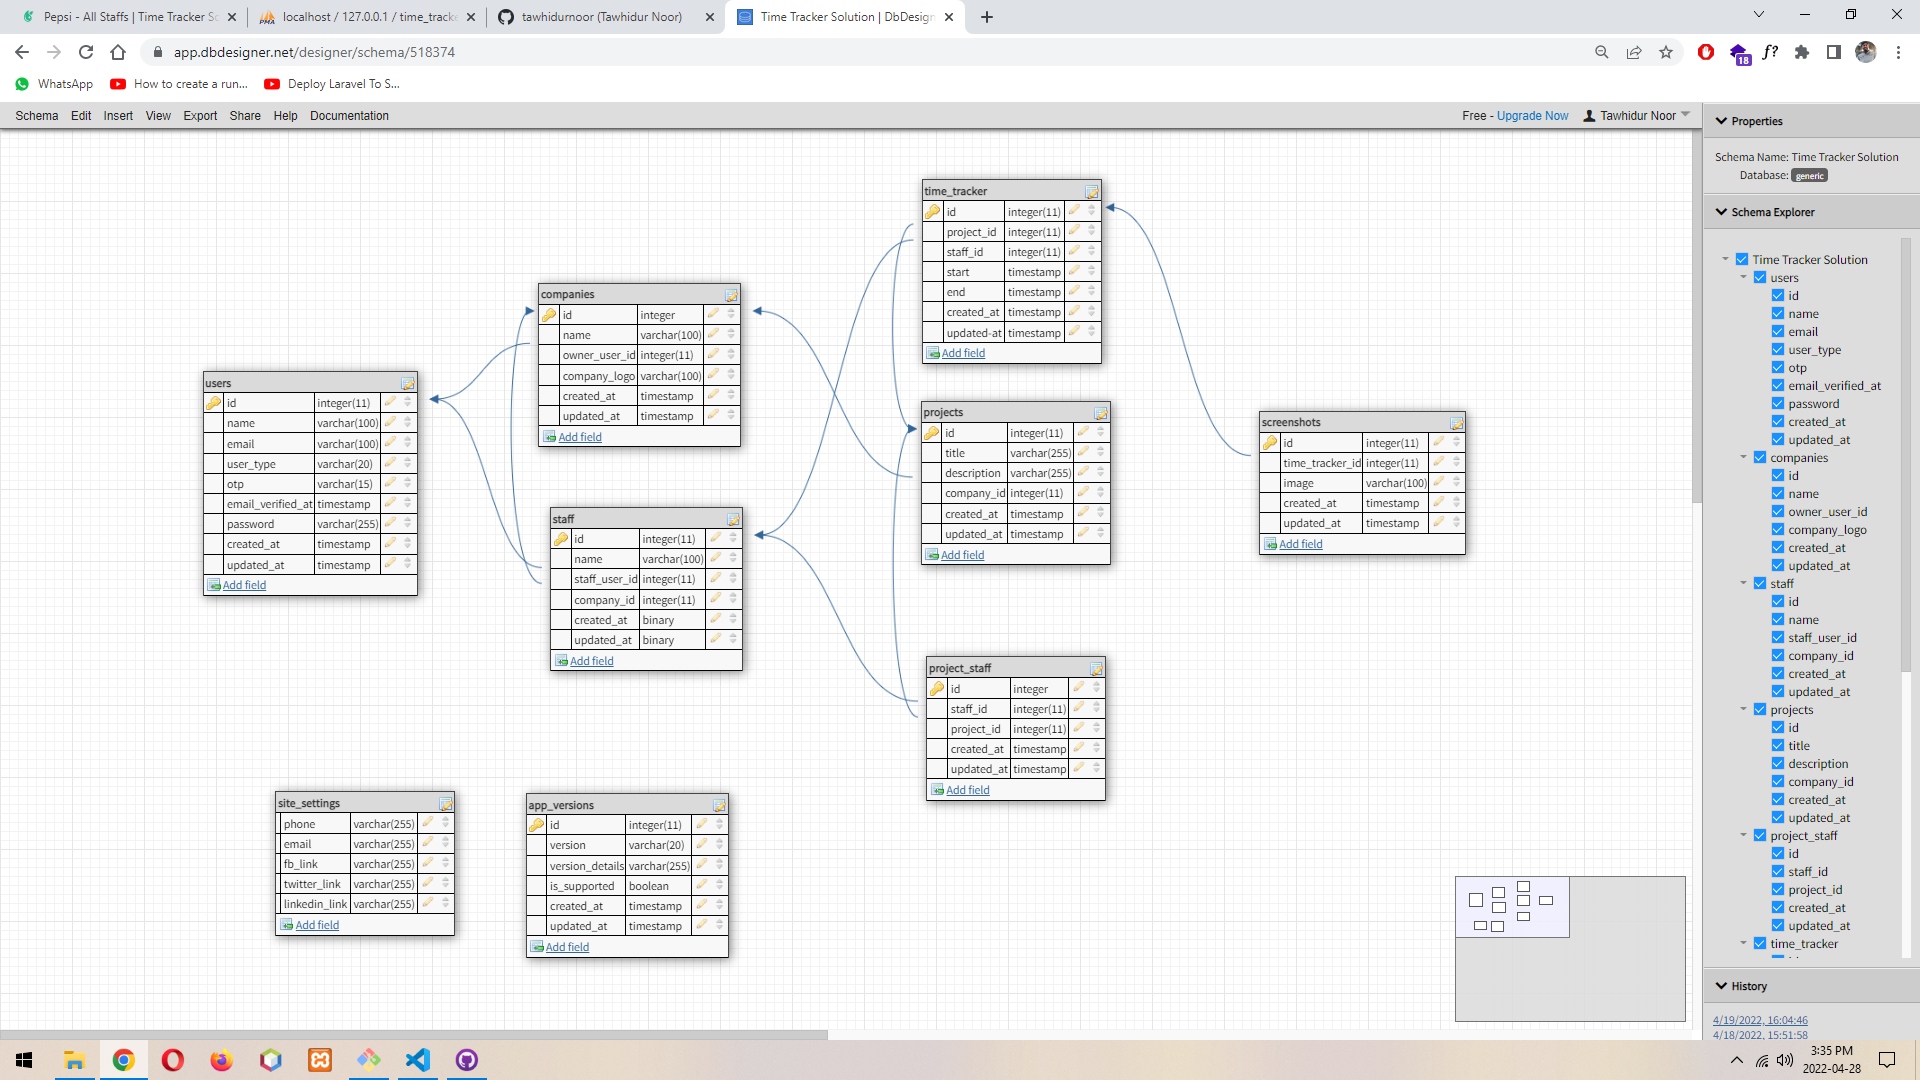 Pepsi - All Staffs | Time Tracker So
localhost / 127.0.0.1 / time_tracke
tawhidurnoor (Tawhidur Noor)
Time Tracker Solution | DbDesign
app.dbdesigner.net/designer/schema/518374
18
f?
WhatsApp
How to create a run...
Deploy Laravel To S...
Schema Edit Insert View Export Share Help Documentation
Free - Upgrade Now
Tawhidur Noor
users
id integer(11)
name varchar(100)
email varchar(100)
user_type varchar(20)
otp varchar(15)
email_verified_at timestamp
password varchar(255)
created_at timestamp
updated_at timestamp
Add field
companies
id integer
name varchar(100)
owner_user_id integer(11)
company_logo varchar(100)
created_at timestamp
updated_at timestamp
Add field
staff
id integer(11)
name varchar(100)
staff_user_id integer(11)
company_id integer(11)
created_at binary
updated_at binary
Add field
time_tracker
id integer(11)
project_id integer(11)
staff_id integer(11)
start timestamp
end timestamp
created_at timestamp
updated-at timestamp
Add field
projects
id integer(11)
title varchar(255)
description varchar(255)
company_id integer(11)
created_at timestamp
updated_at timestamp
Add field
project_staff
id integer
staff_id integer(11)
project_id integer(11)
created_at timestamp
updated_at timestamp
Add field
screenshots
id integer(11)
time_tracker_id integer(11)
image varchar(100)
created_at timestamp
updated_at timestamp
Add field
site_settings
phone varchar(255)
email varchar(255)
fb_link varchar(255)
twitter_link varchar(255)
linkedin_link varchar(255)
Add field
app_versions
id integer(11)
version varchar(20)
version_details varchar(255)
is_supported boolean
created_at timestamp
updated_at timestamp
Add field
Properties
Schema Name: Time Tracker Solution
Database: generic
Schema Explorer
Time Tracker Solution
users
id
name
email
user_type
otp
email_verified_at
password
created_at
updated_at
companies
id
name
owner_user_id
company_logo
created_at
updated_at
staff
id
name
staff_user_id
company_id
created_at
updated_at
projects
id
title
description
company_id
created_at
updated_at
project_staff
id
staff_id
project_id
created_at
updated_at
time_tracker
History
4/19/2022, 16:04:46
4/18/2022, 15:51:58
3:35 PM
2022-04-28